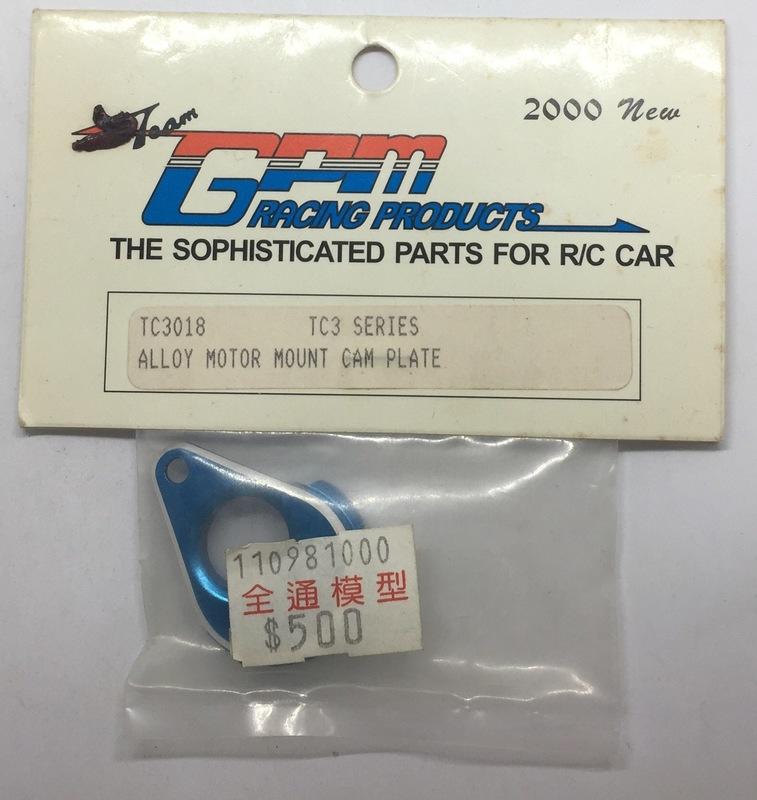 2000 New
Team
GPM
RACING PRODUCTS
THE SOPHISTICATED PARTS FOR R/C CAR
TC3018 TC3 SERIES
ALLOY MOTOR MOUNT CAM PLATE
110981000
全通模型
$500